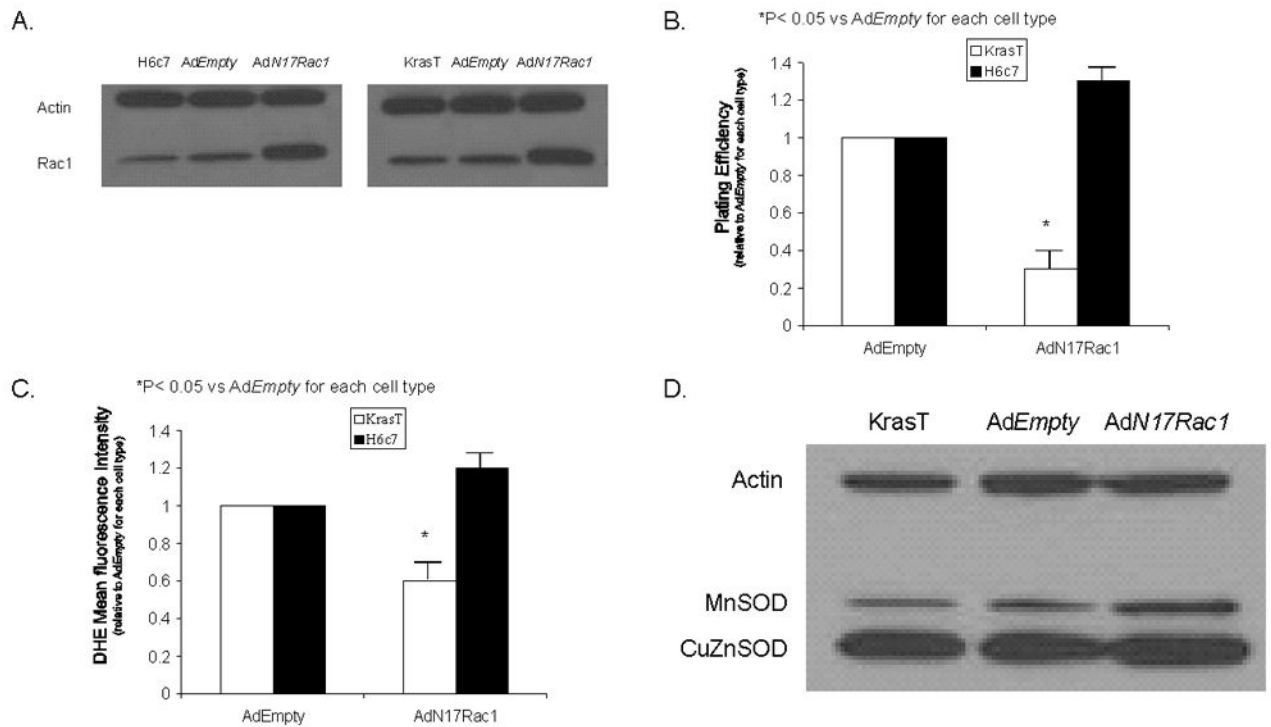 A.
H6c7 AdEmpty AdN17Rac1
KrasT AdEmpty AdN17Rac1
Actin
Rac1
B.
*P< 0.05 vs AdEmpty for each cell type
KrasT
H6c7
Plating Efficiency
(relative to AdEmpty for each cell type)
1.4
1.2
1
0.8
0.6
0.4
0.2
0
*
AdEmpty
AdN17Rac1
C.
*P< 0.05 vs AdEmpty for each cell type
KrasT
H6c7
DHE Mean fluorescence Intensity
(relative to AdEmpty for each cell type)
1.4
1.2
1
0.8
0.6
0.4
0.2
0
*
AdEmpty
AdN17Rac1
D.
KrasT AdEmpty AdN17Rac1
Actin
MnSOD
CuZnSOD